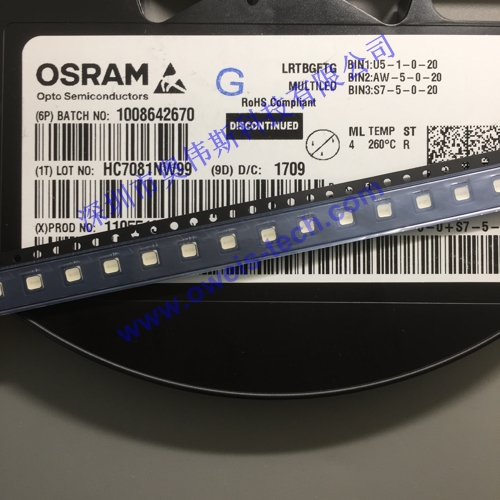 OSRAM
Opto Semiconductors
G
RoHS Compliant
DISCONTINUED
LRTBGFTG
MULTILED
BIN1:U5-1-0-20
BIN2:AW-5-0-20
BIN3:S7-5-0-20
(6P) BATCH NO: 1008642670
ML TEMP ST
4 260°C R
(1T) LOT NO: HC7081NW99 (9D) D/C: 1709
(X)PROD NO:
深圳市奥伟斯科技有限公司
www.oweis-tech.com